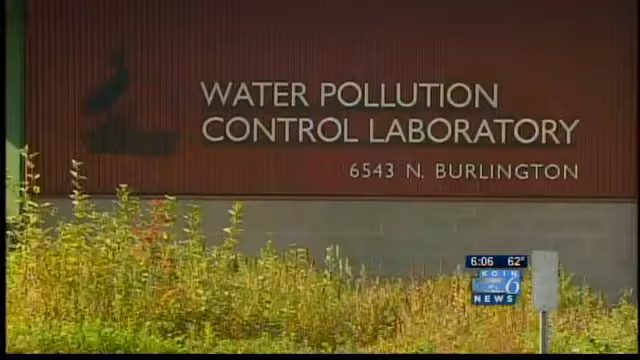 WATER POLLUTION
CONTROL LABORATORY
6543 N. BURLINGTON
6:06 62°
KOIN
6
NEWS